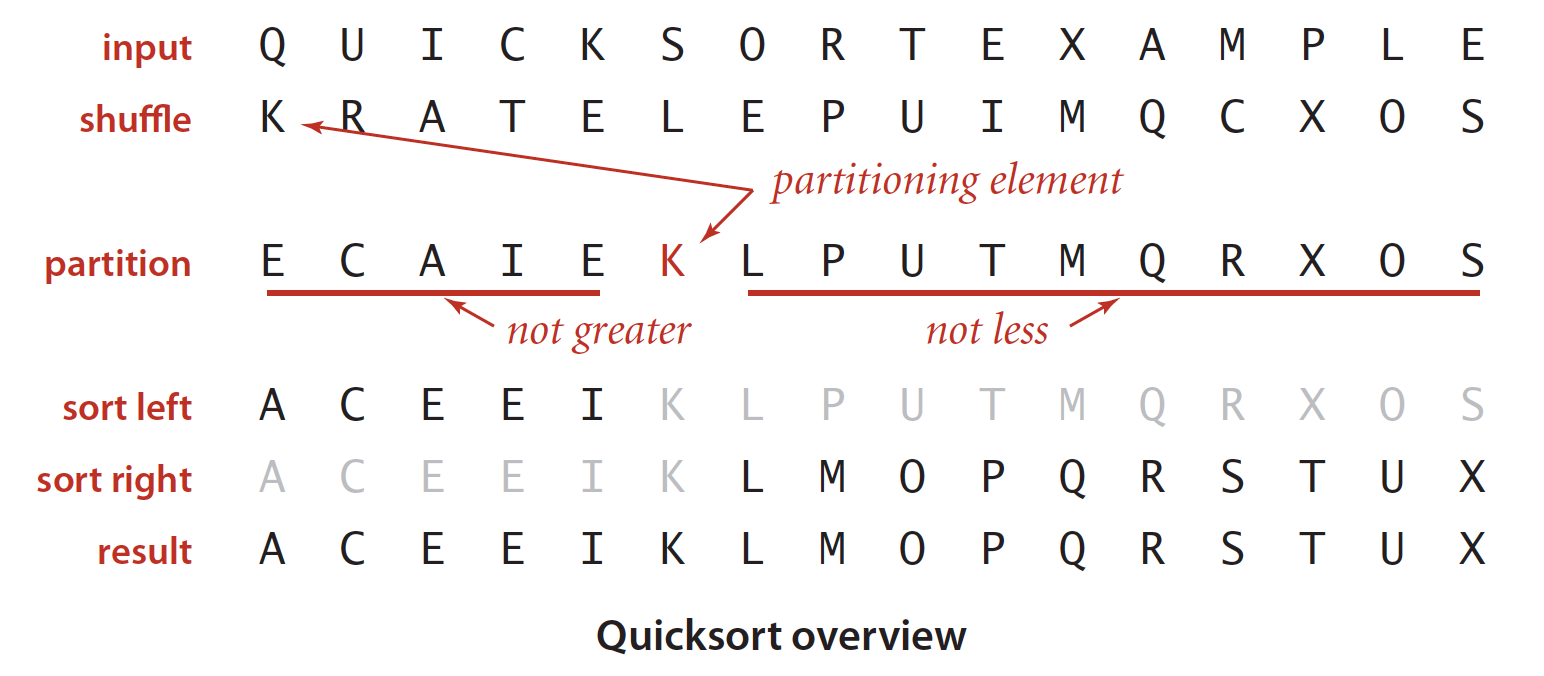 input Q U I C K S O R T E X A M P L E
shuffle K R A T E L E P U I M Q C X O S
partitioning element
partition E C A I E K L P U T M Q R X O S
not greater not less
sort left A C E E I K L P U T M Q R X O S
sort right A C E E I K L M O P Q R S T U X
result A C E E I K L M O P Q R S T U X
Quicksort overview